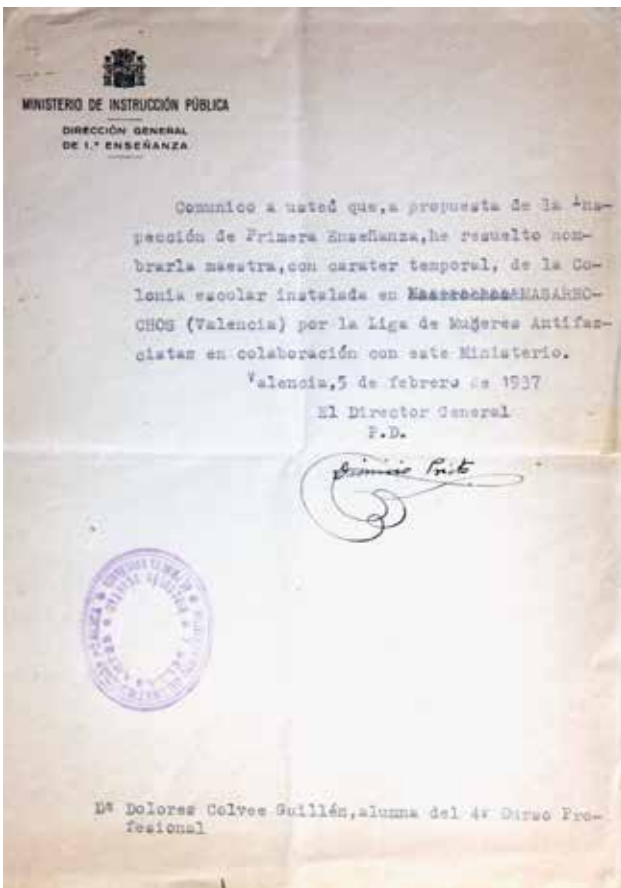 MINISTERIO DE INSTRUCCIÓN PÚBLICA
DIRECCIÓN GENERAL
DE 1.ª ENSEÑANZA
Comunico a usted que,a propuesta de la Ins-
pección de Primera Enseñanza,he resuelto nom-
brarla maestra,con carater temporal, de la Co-
lonia escolar instalada en MASARRO-
CHOS (Valencia) por la Liga de Mujeres Antifas-
cistas en colaboración con este Ministerio.
Valencia,5 de febrero de 1937
El Director General
P.D.
Dionisio Prieto
Dª Dolores Colvee Guillén,alumna del 4º Curso Pro-
fesional